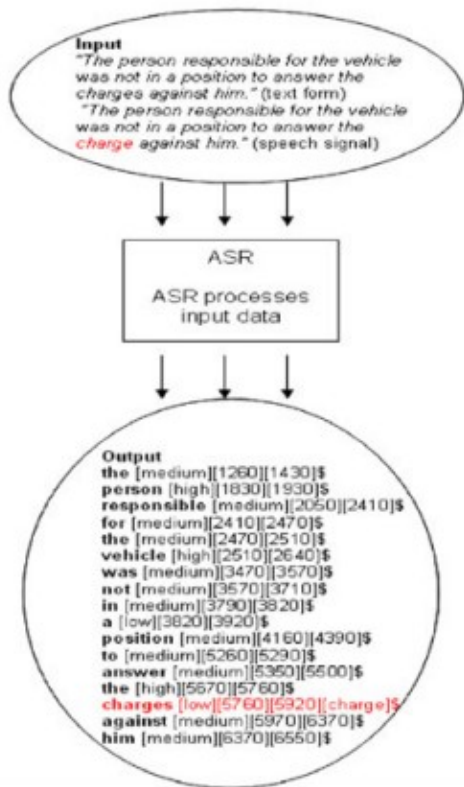 Input
"The person responsible for the vehicle
was not in a position to answer the
charges against him." (text form)
"The person responsible for the vehicle
was not in a position to answer the
charge against him." (speech signal)
ASR
ASR processes
input data
Output
the [medium][1260][1430]$
person [high][1830][1930]$
responsible [medium][2050][2410]$
for [medium][2410][2470]$
the [medium][2470][2510]$
vehicle [high][2510][2640]$
was [medium][3470][3570]$
not [medium][3570][3710]$
in [medium][3790][3820]$
a [low][3820][3920]$
position [medium][4160][4390]$
to [medium][5260][5290]$
answer [medium][5350][5500]$
the [high][5670][5760]$
charges [low][5760][5920][charge]$
against [medium][5970][6370]$
him [medium][6370][6550]$